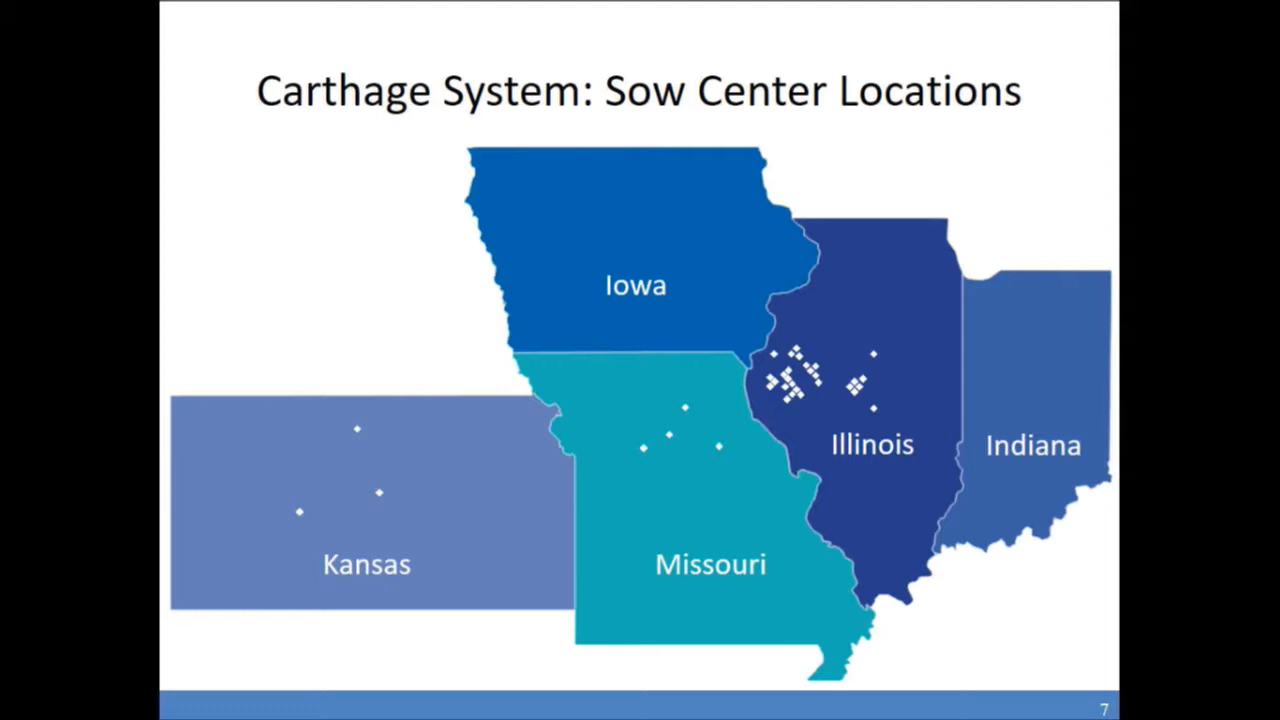 Carthage System: Sow Center Locations
Iowa
Illinois
Indiana
Kansas
Missouri
7